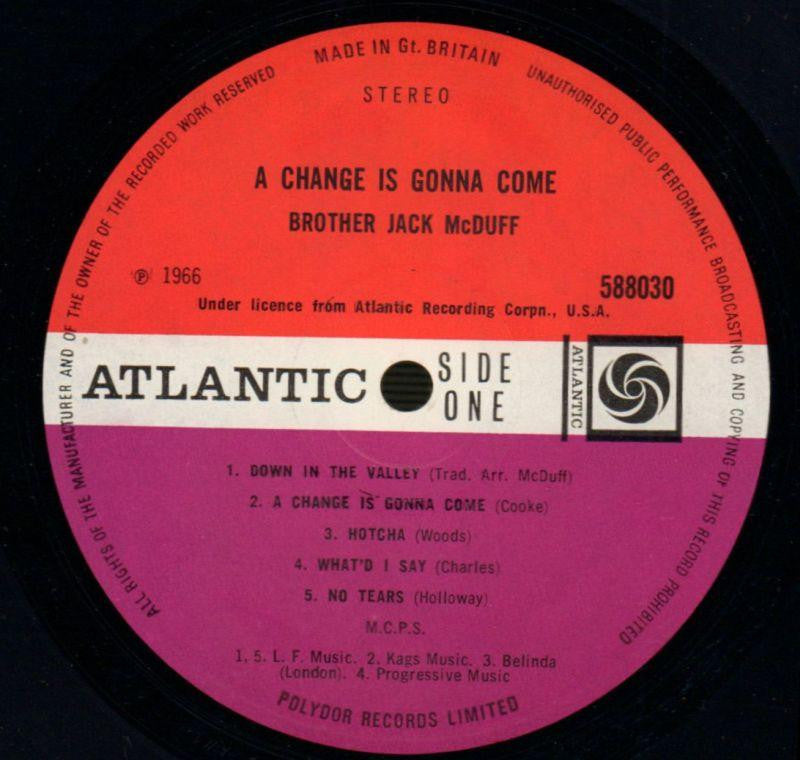 MADE IN Gt. BRITAIN
UNAUTHORISED PUBLIC PERFORMANCE BROADCASTING AND COPYING OF THIS RECORD PROHIBITED
ALL RIGHTS OF THE MANUFACTURER AND OF THE OWNER OF THE RECORDED WORK RESERVED
STEREO
A CHANGE IS GONNA COME
BROTHER JACK McDUFF
℗ 1966
588030
Under licence from Atlantic Recording Corpn., U.S.A.
ATLANTIC
SIDE
ONE
ATLANTIC
1. DOWN IN THE VALLEY (Trad. Arr. McDuff)
2. A CHANGE IS GONNA COME (Cooke)
3. HOTCHA (Woods)
4. WHAT'D I SAY (Charles)
5. NO TEARS (Holloway)
M.C.P.S.
1, 5. L. F. Music. 2. Kags Music. 3. Belinda
(London). 4. Progressive Music
POLYDOR RECORDS LIMITED